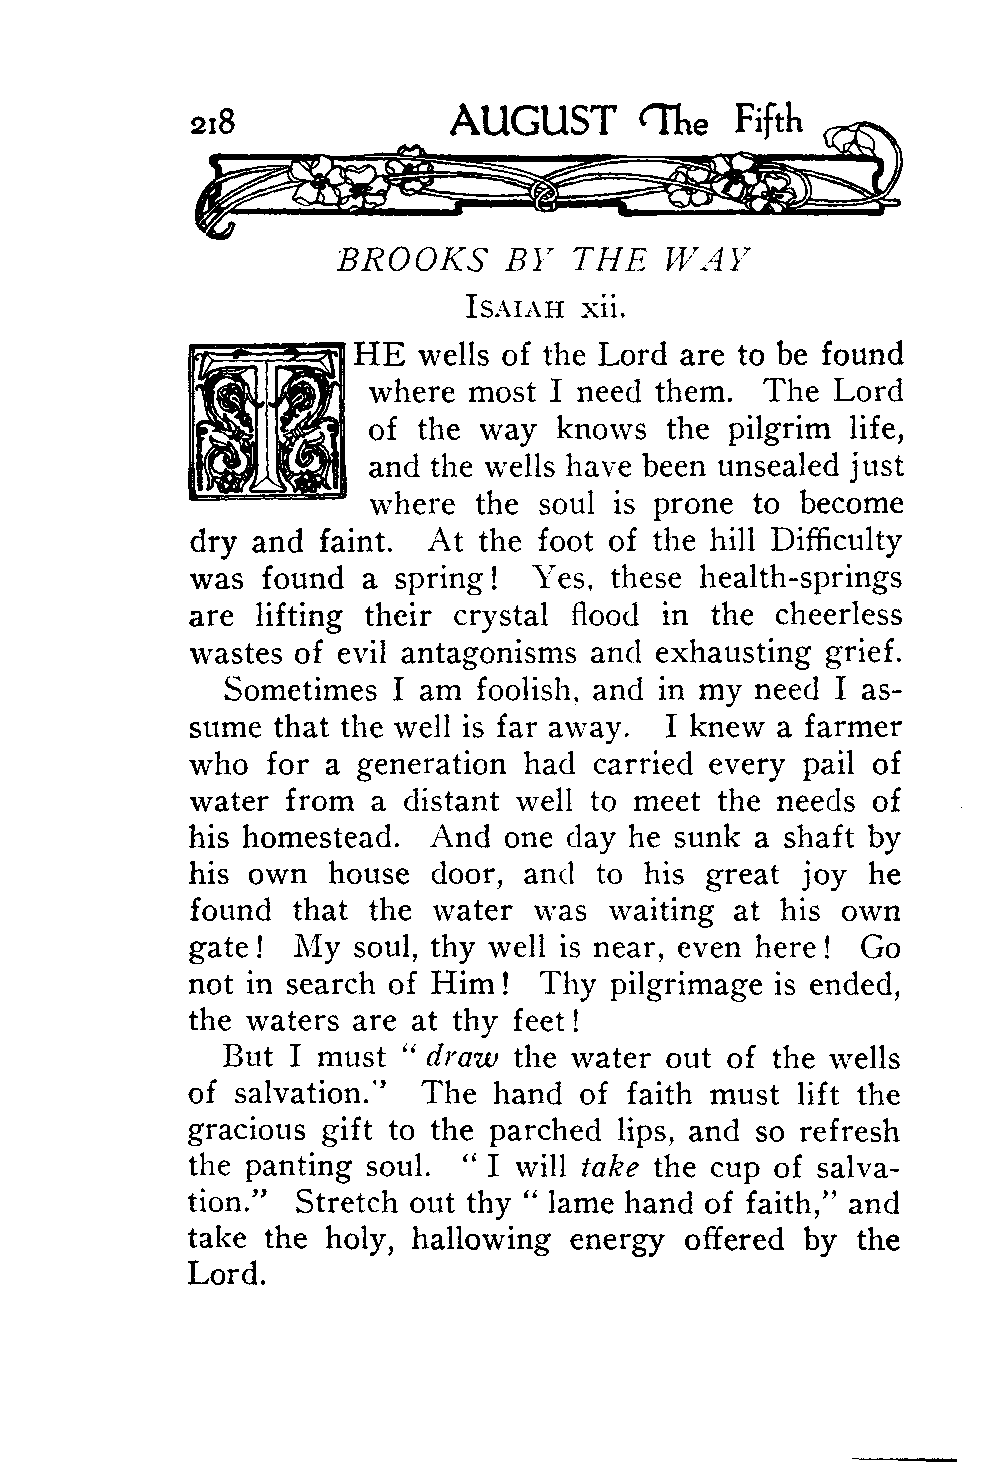 218 AUGUST The Fifth
BROOKS BY THE WAY
ISAIAH xii.
THE wells of the Lord are to be found
where most I need them. The Lord
of the way knows the pilgrim life,
and the wells have been unsealed just
where the soul is prone to become
dry and faint. At the foot of the hill Difficulty
was found a spring! Yes, these health-springs
are lifting their crystal flood in the cheerless
wastes of evil antagonisms and exhausting grief.
Sometimes I am foolish, and in my need I as-
sume that the well is far away. I knew a farmer
who for a generation had carried every pail of
water from a distant well to meet the needs of
his homestead. And one day he sunk a shaft by
his own house door, and to his great joy he
found that the water was waiting at his own
gate! My soul, thy well is near, even here! Go
not in search of Him! Thy pilgrimage is ended,
the waters are at thy feet!
But I must “draw the water out of the wells
of salvation.” The hand of faith must lift the
gracious gift to the parched lips, and so refresh
the panting soul. “I will take the cup of salva-
tion.” Stretch out thy “lame hand of faith,” and
take the holy, hallowing energy offered by the
Lord.